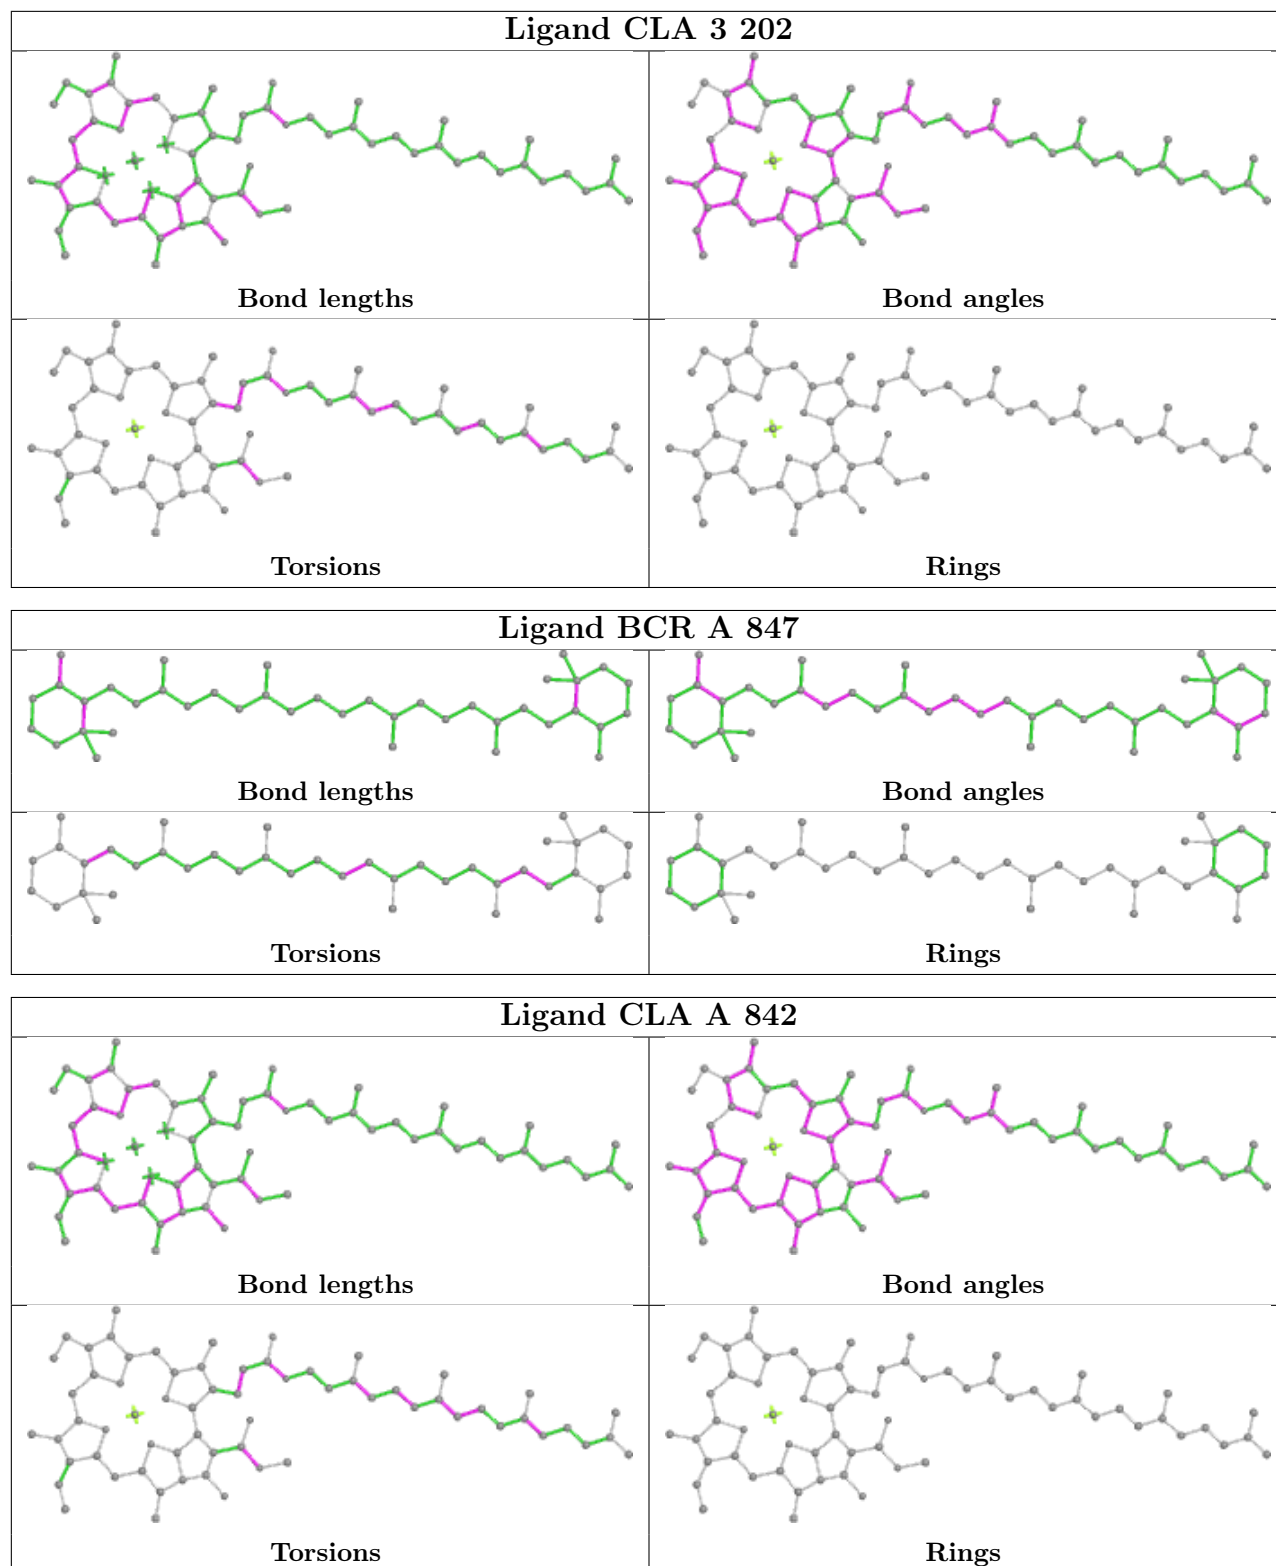 Ligand CLA 3 202
Bond lengths
Bond angles
Torsions
Rings
Ligand BCR A 847
Bond lengths
Bond angles
Torsions
Rings
Ligand CLA A 842
Bond lengths
Bond angles
Torsions
Rings